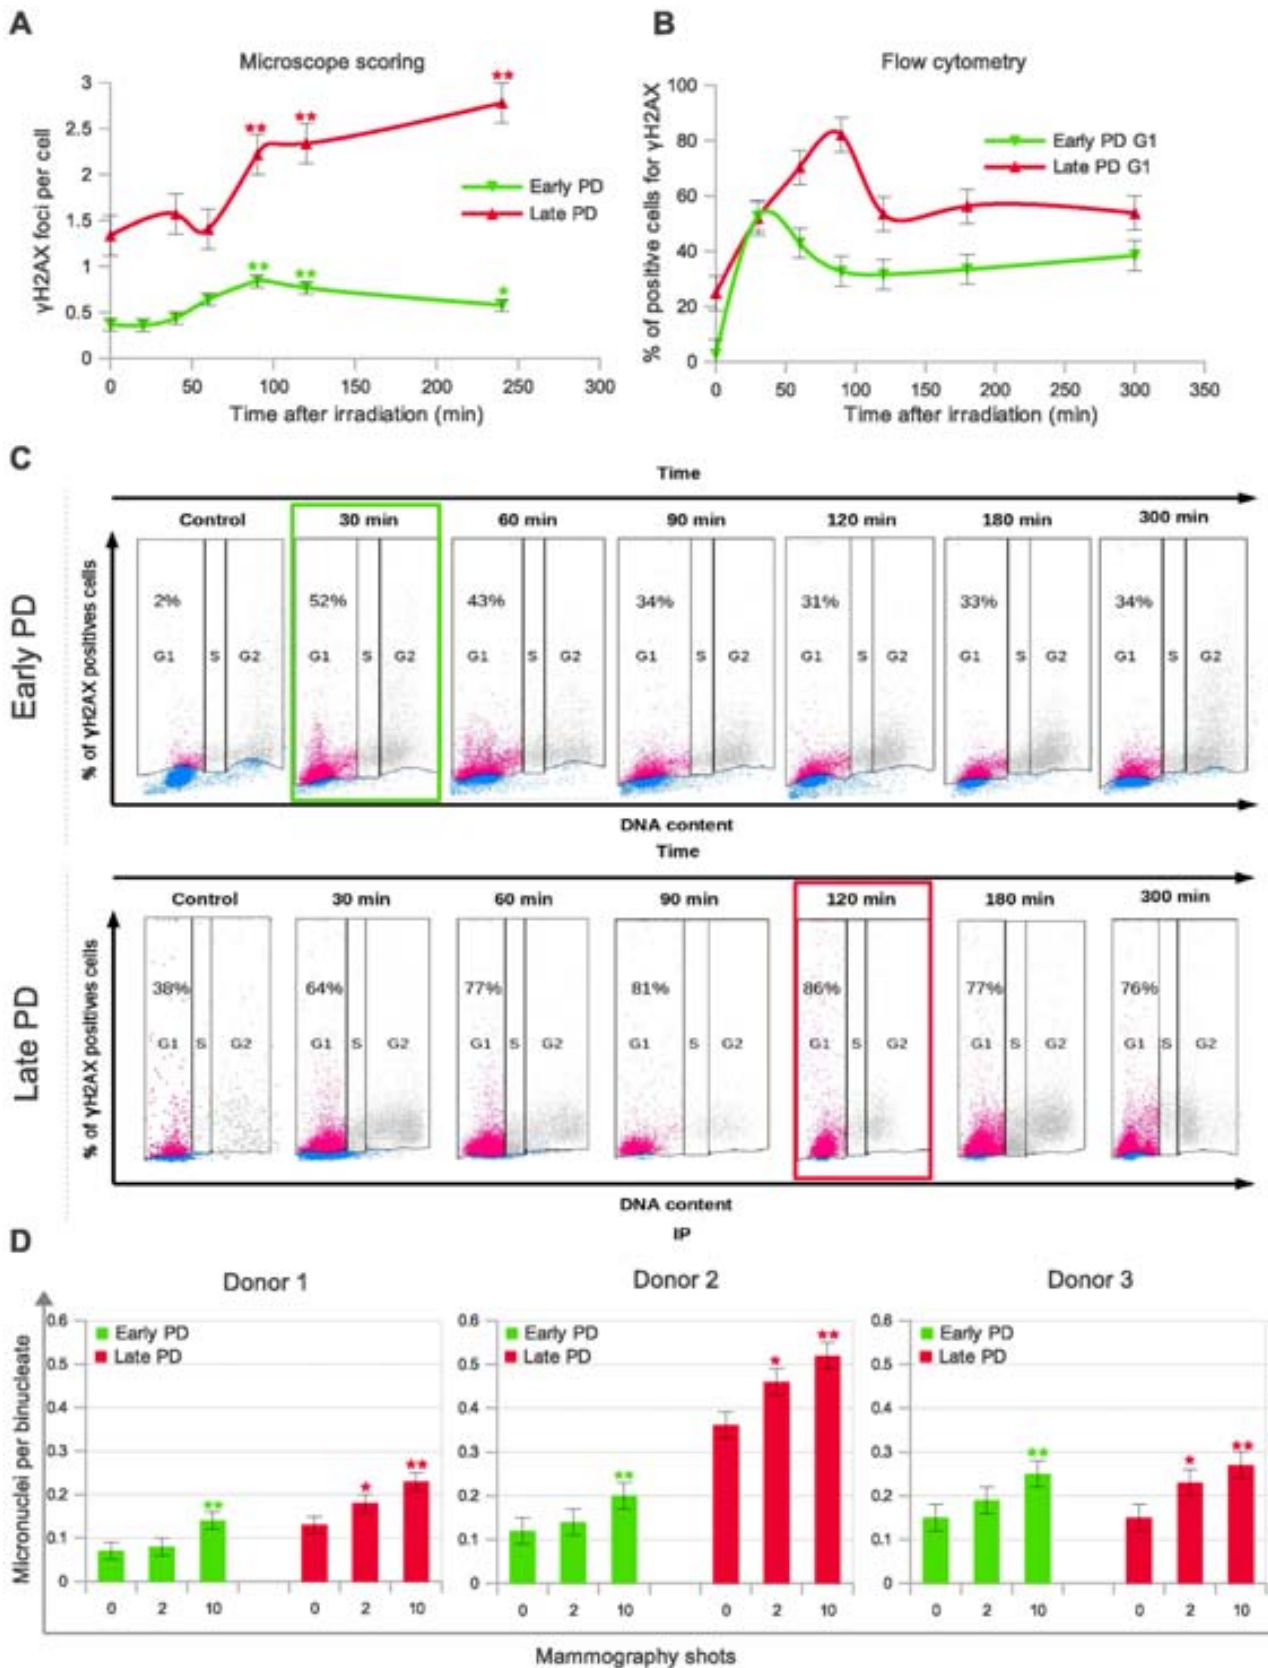 A
Microscope scoring
γH2AX foci per cell
3
2.5
2
1.5
1
0.5
0
Early PD
Late PD
0 50 100 150 200 250 300
Time after irradiation (min)
B
Flow cytometry
% of positive cells for γH2AX
100
80
60
40
20
0
Early PD G1
Late PD G1
0 50 100 150 200 250 300 350
Time after irradiation (min)
C
Time
Early PD
% of γH2AX positives cells
Control 30 min 60 min 90 min 120 min 180 min 300 min
2% 52% 43% 34% 31% 33% 34%
G1 S G2 G1 S G2 G1 S G2 G1 S G2 G1 S G2 G1 S G2 G1 S G2
DNA content
Time
Late PD
% of γH2AX positives cells
Control 30 min 60 min 90 min 120 min 180 min 300 min
38% 64% 77% 81% 86% 77% 76%
G1 S G2 G1 S G2 G1 S G2 G1 S G2 G1 S G2 G1 S G2 G1 S G2
DNA content
IP
D
Micronuclei per binucleate
Donor 1
0.6
0.5
0.4
0.3
0.2
0.1
0
Early PD
Late PD
** * **
0 2 10 0 2 10
Donor 2
0.6
0.5
0.4
0.3
0.2
0.1
0
Early PD
Late PD
** * **
0 2 10 0 2 10
Donor 3
0.6
0.5
0.4
0.3
0.2
0.1
0
Early PD
Late PD
** * **
0 2 10 0 2 10
Mammography shots